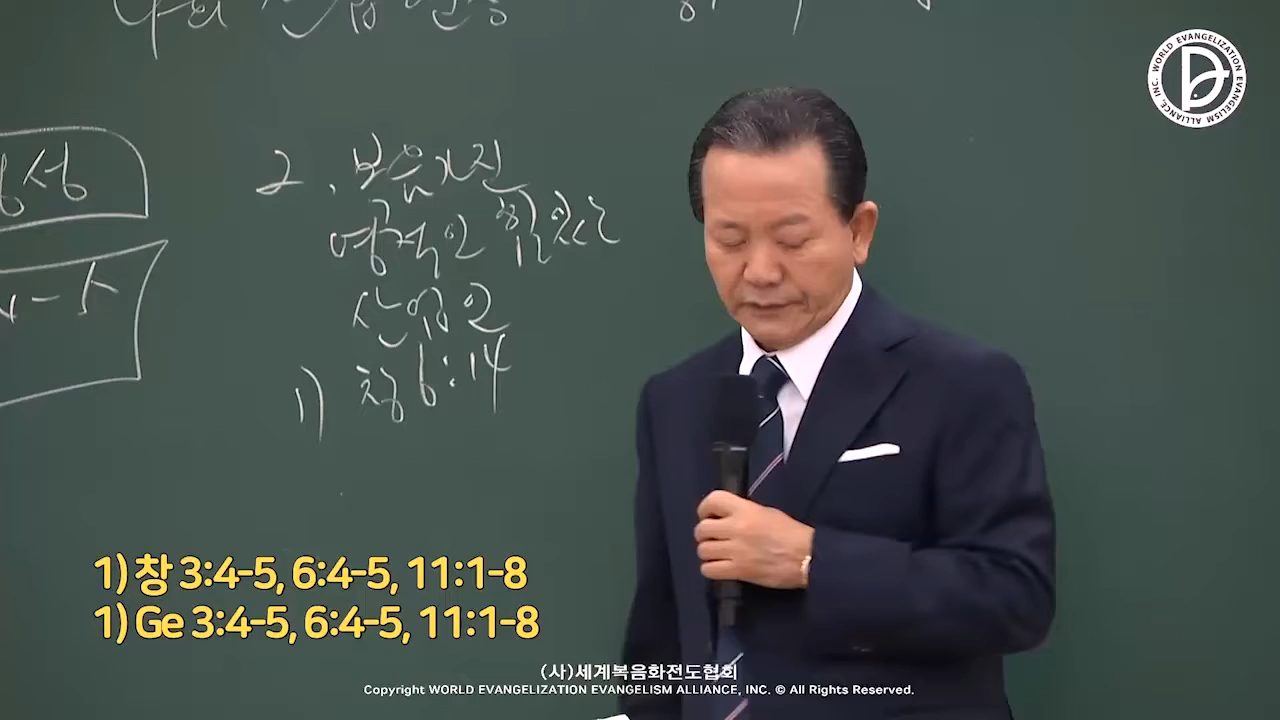 WORLD EVANGELIZATION EVANGELISM ALLIANCE, INC.
2. 복음가진
영적인 힘있는
산업인
1) 창 6:14
1) 창 3:4-5, 6:4-5, 11:1-8
1) Ge 3:4-5, 6:4-5, 11:1-8
(사)세계복음화전도협회
Copyright WORLD EVANGELIZATION EVANGELISM ALLIANCE, INC. © All Rights Reserved.